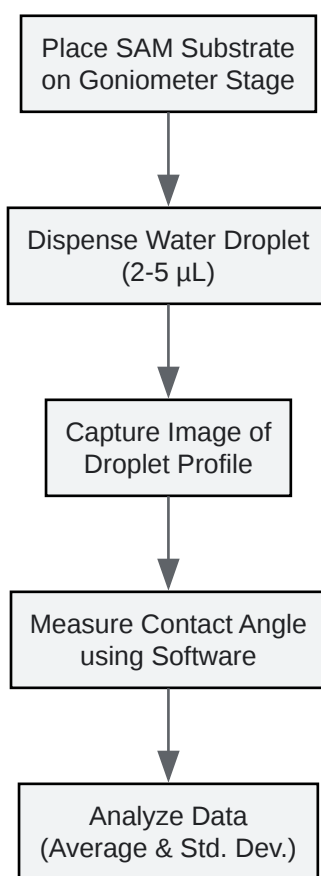 Place SAM Substrate
on Goniometer Stage
Dispense Water Droplet
(2-5 µL)
Capture Image of
Droplet Profile
Measure Contact Angle
using Software
Analyze Data
(Average & Std. Dev.)